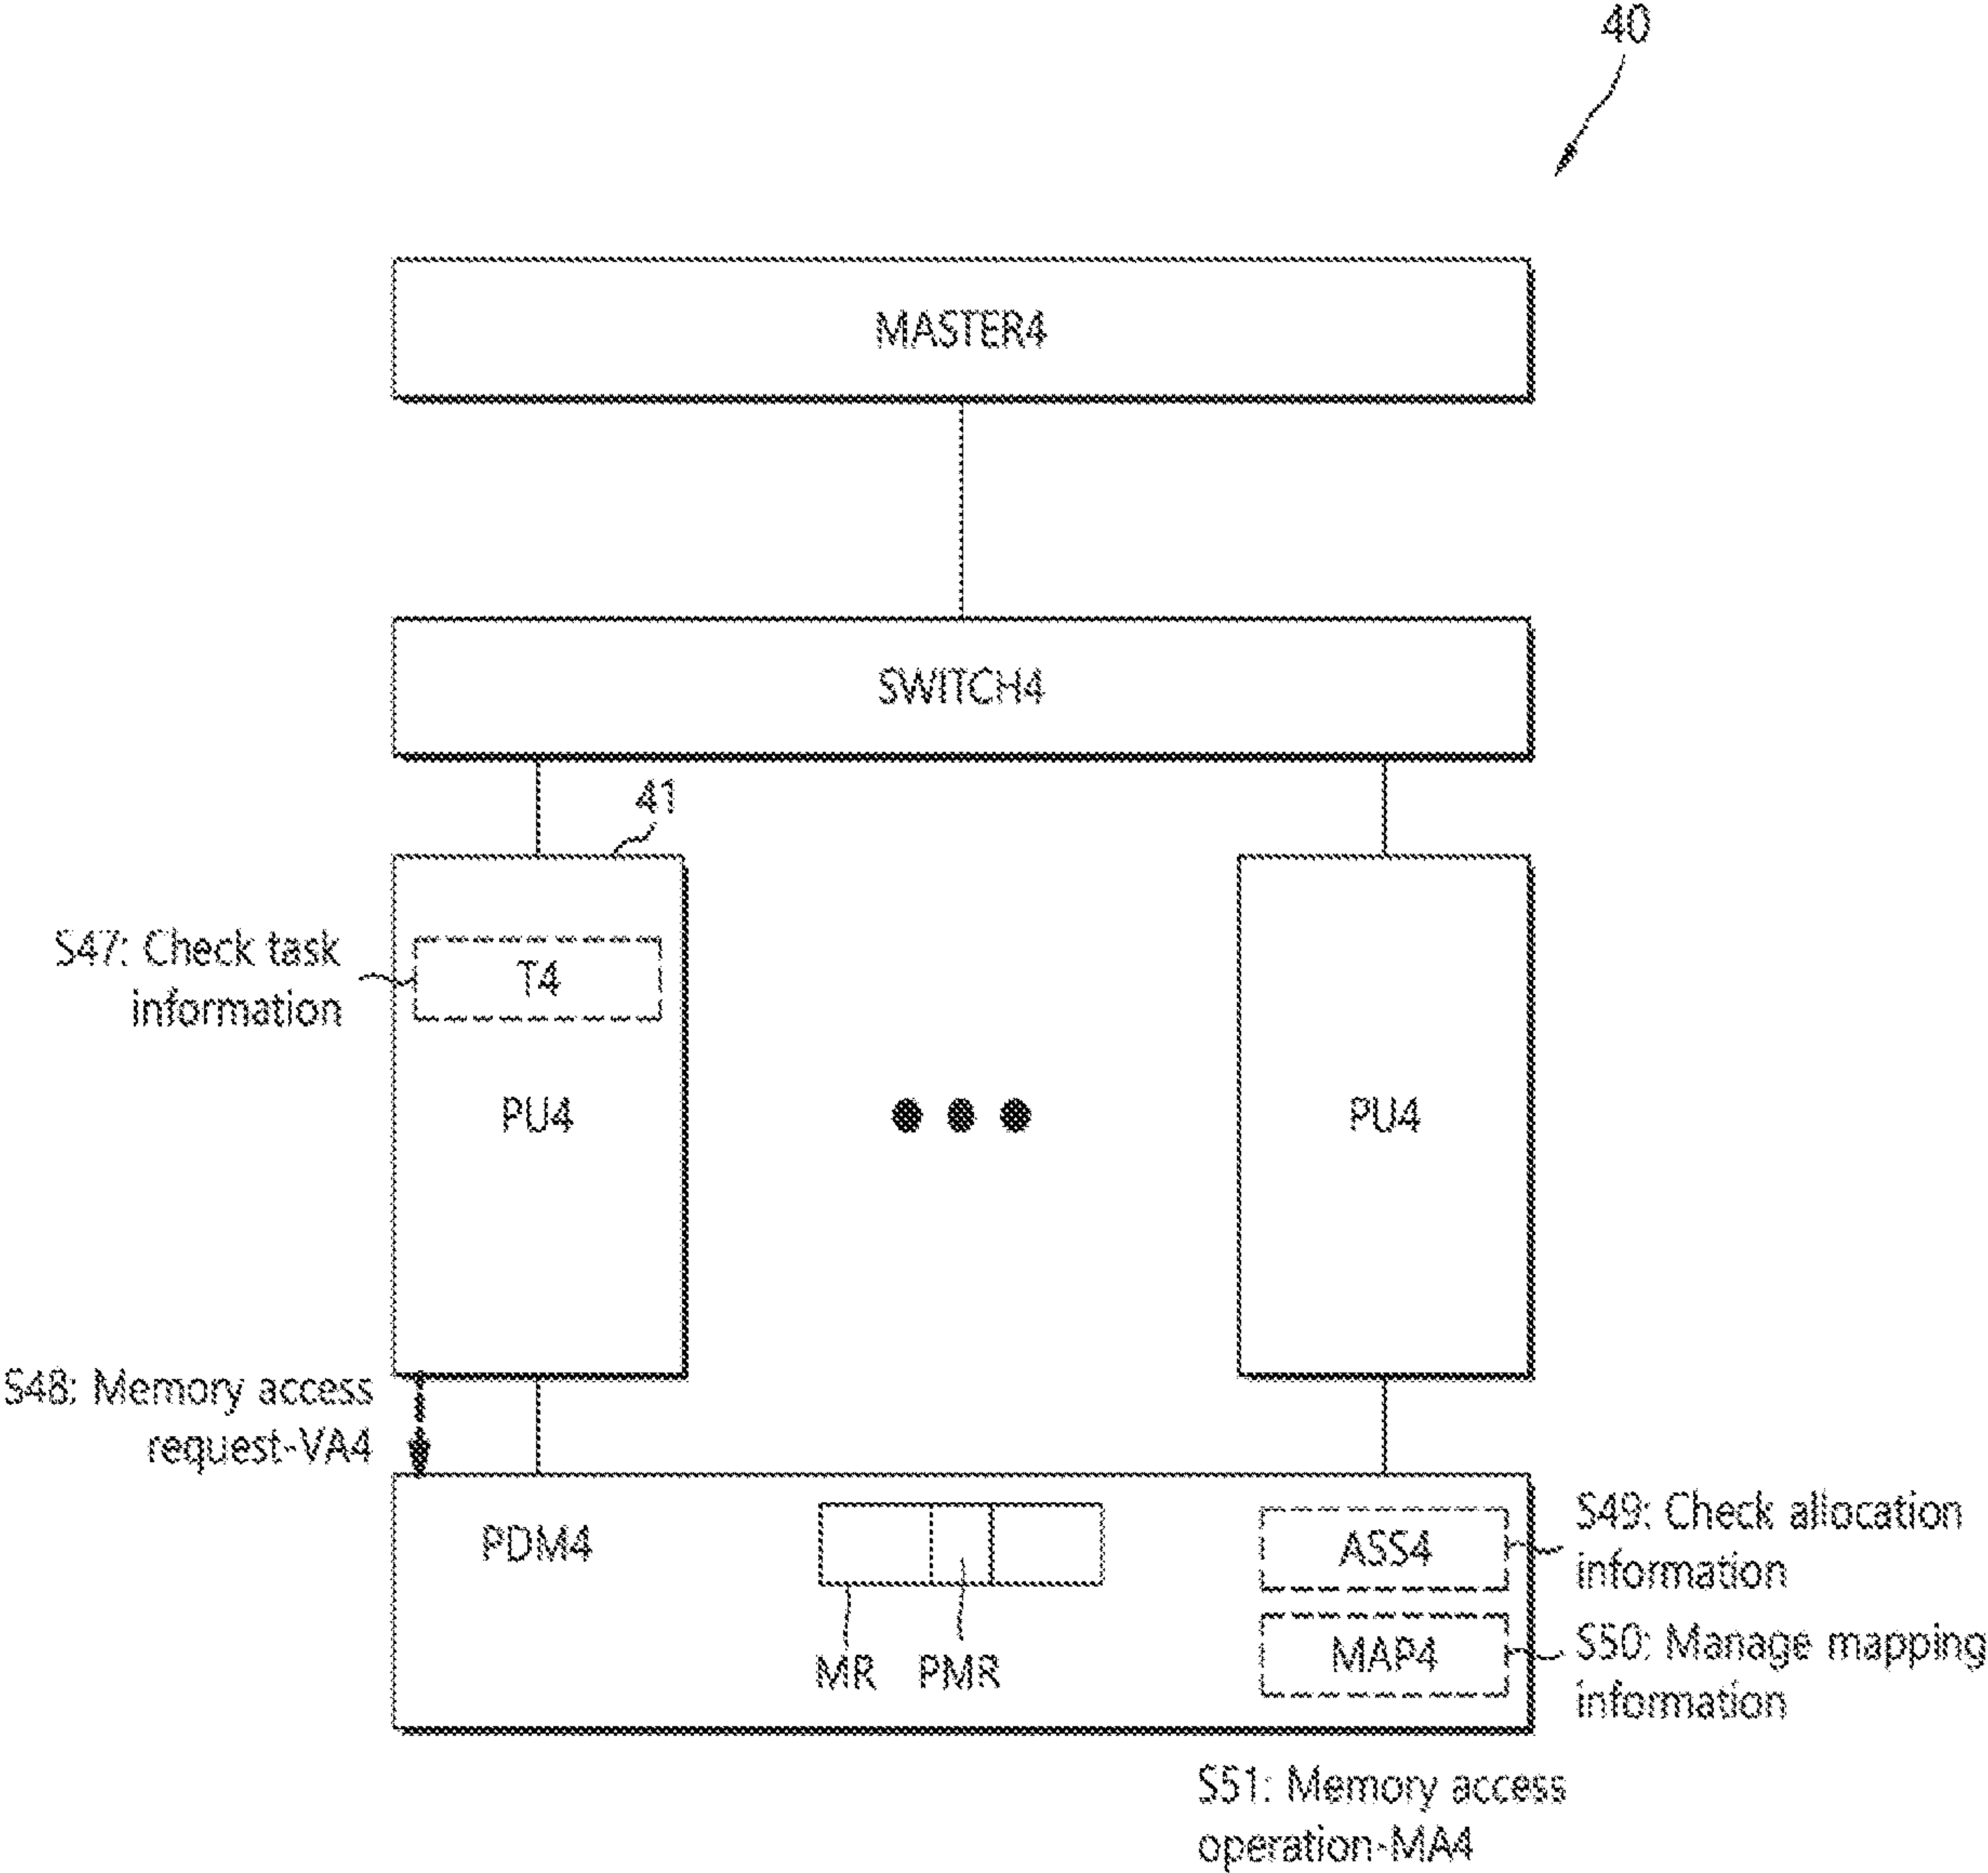 40
MASTER4
SWITCH4
41
S47: Check task
information
T4
PU4
PU4
S48: Memory access
request-VA4
PDM4
MR
PMR
ASS4
MAP4
S49: Check allocation
information
S50: Manage mapping
information
S51: Memory access
operation-MA4